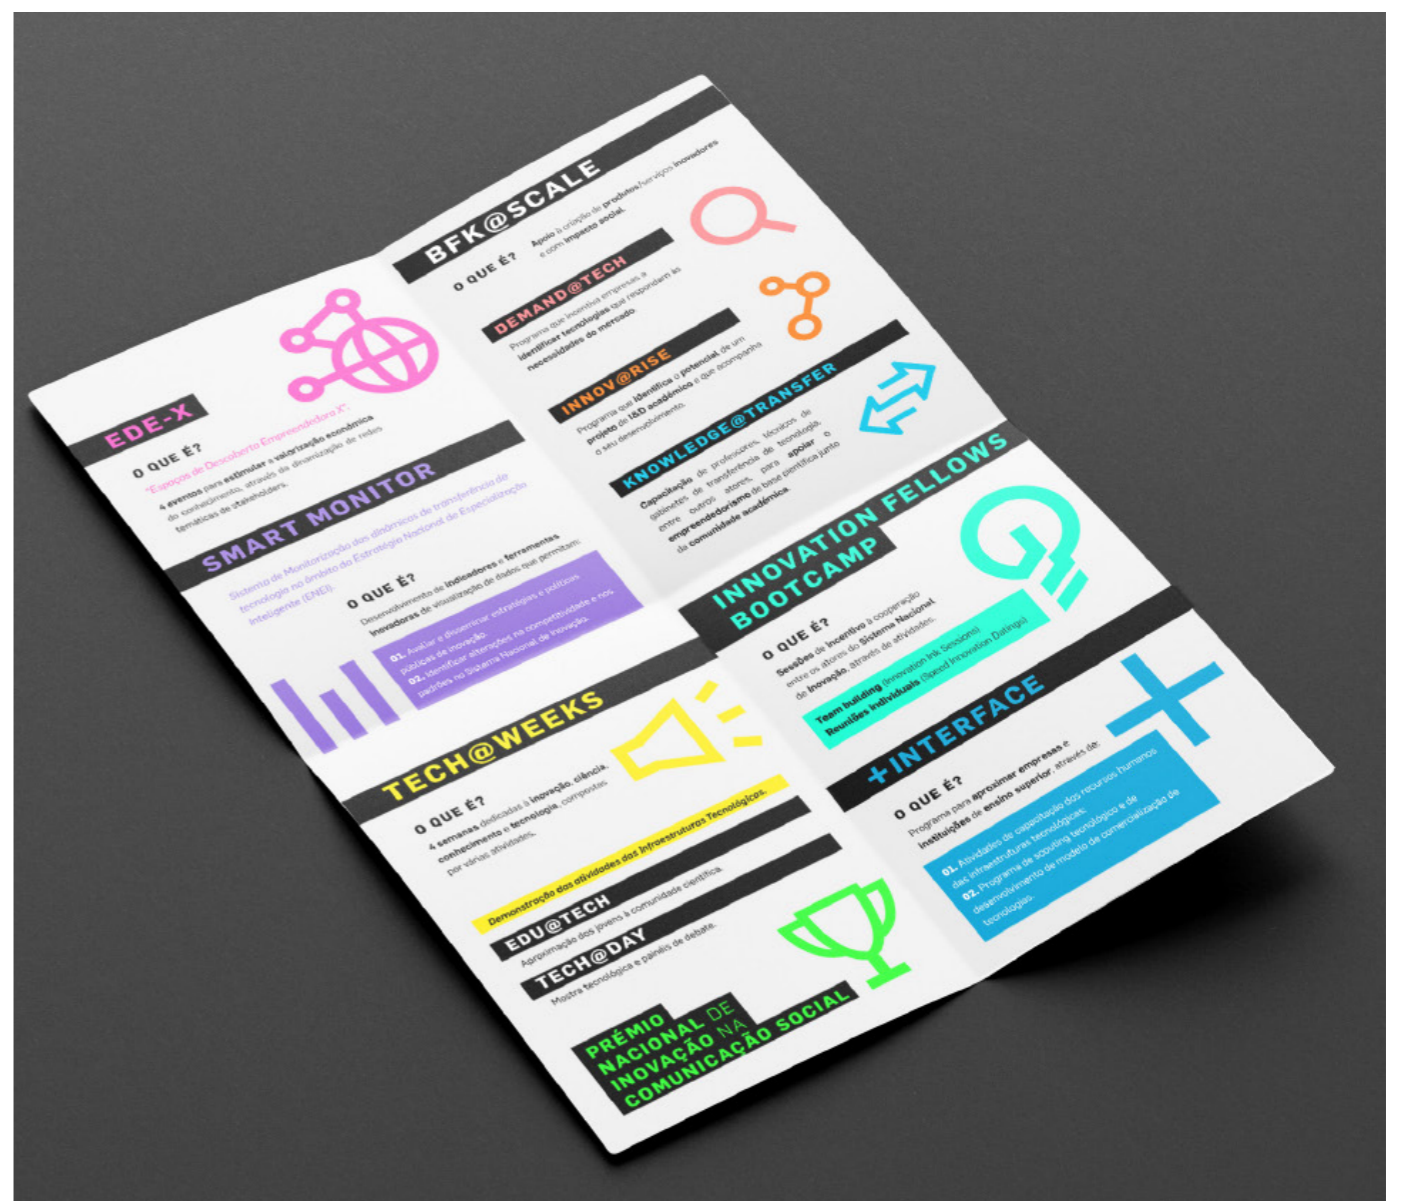 EDE-X
O QUE É?
"Espaços de Descoberta Empreendedora X":
4 eventos para estimular a valorização económica
do conhecimento, através da dinamização de redes
temáticas de stakeholders.
SMART MONITOR
Sistema de Monitorização das dinâmicas de transferência de
tecnologia no âmbito da Estratégia Nacional de Especialização
Inteligente (ENEI).
O QUE É?
Desenvolvimento de indicadores e ferramentas
inovadoras de visualização de dados que permitam:
01. Avaliar e disseminar estratégias e políticas
públicas de inovação.
02. Identificar alterações na competitividade e nos
padrões no Sistema Nacional de Inovação.
BFK@SCALE
O QUE É?
Apoio à criação de produtos/serviços inovadores
e com impacto social.
DEMAND@TECH
Programa que incentiva empresas a
identificar tecnologias que respondam às
necessidades do mercado.
INNOV@RISE
Programa que identifica o potencial de um
projeto de I&D académico e que acompanha
o seu desenvolvimento.
KNOWLEDGE@TRANSFER
Capacitação de professores, técnicos de
gabinetes de transferência de tecnologia,
entre outros atores, para apoiar o
empreendedorismo de base científica junto
da comunidade académica.
TECH@WEEKS
O QUE É?
4 semanas dedicadas à inovação, ciência,
conhecimento e tecnologia, compostas
por várias atividades.
Demonstração das atividades das Infraestruturas Tecnológicas.
EDU@TECH
Aproximação dos jovens à comunidade científica.
TECH@DAY
Mostra tecnológica e painéis de debate.
PRÉMIO
NACIONAL DE
INOVAÇÃO NA
COMUNICAÇÃO SOCIAL
INNOVATION FELLOWS
BOOTCAMP
O QUE É?
Sessões de incentivo à cooperação
entre os atores do Sistema Nacional
de Inovação, através de atividades.
Team building (Innovation Ink Sessions)
Reuniões individuais (Speed Innovation Datings)
+INTERFACE
O QUE É?
Programa para aproximar empresas e
instituições de ensino superior, através de:
01. Atividades de capacitação dos recursos humanos
das infraestruturas tecnológicas;
02. Programa de scouting tecnológico e de
desenvolvimento de modelo de comercialização de
tecnologias.